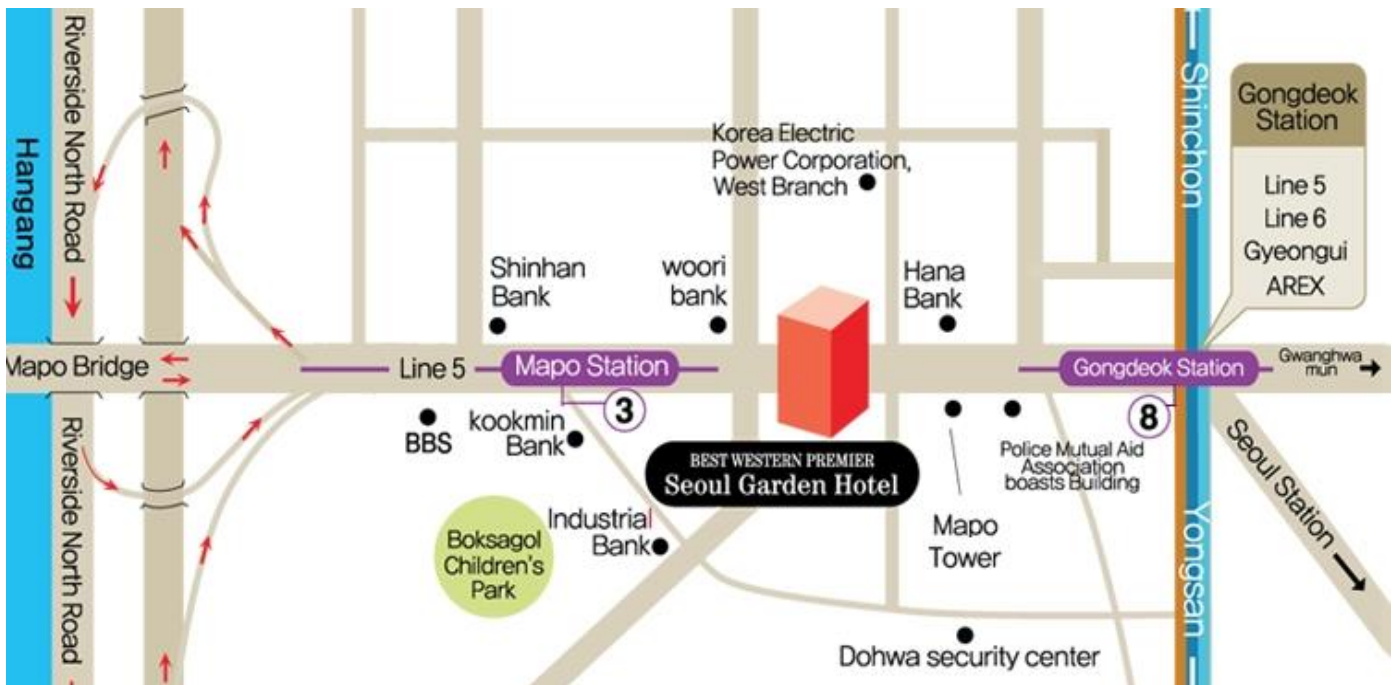 Riverside North Road
Hangang
Shinchon
Gongdeok
Station
Line 5
Line 6
Gyeongui
AREX
Korea Electric
Power Corporation,
West Branch
Shinhan
Bank
woori
bank
Hana
Bank
Mapo Bridge
Line 5
Mapo Station
Gongdeok Station
Gwanghwa
mun
3
8
BBS
kookmin
Bank
BEST WESTERN PREMIER
Seoul Garden Hotel
Police Mutual Aid
Association
boasts Building
Mapo
Tower
Industrial
Bank
Boksagol
Children's
Park
Riverside North Road
Seoul Station
Yongsan
Dohwa security center